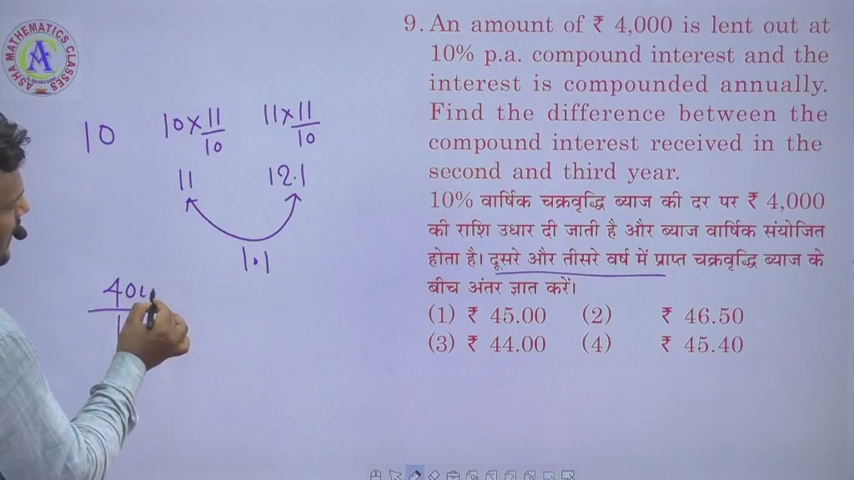 ASHA MATHEMATICS CLASSES
10 10×11/10 11×11/10
11 12.1
1.1
9. An amount of ₹ 4,000 is lent out at
10% p.a. compound interest and the
interest is compounded annually.
Find the difference between the
compound interest received in the
second and third year.
10% वार्षिक चक्रवृद्धि ब्याज की दर पर ₹ 4,000
की राशि उधार दी जाती है और ब्याज वार्षिक संयोजित
होता है। दूसरे और तीसरे वर्ष में प्राप्त चक्रवृद्धि ब्याज के
बीच अंतर ज्ञात करें।
(1) ₹ 45.00 (2) ₹ 46.50
(3) ₹ 44.00 (4) ₹ 45.40